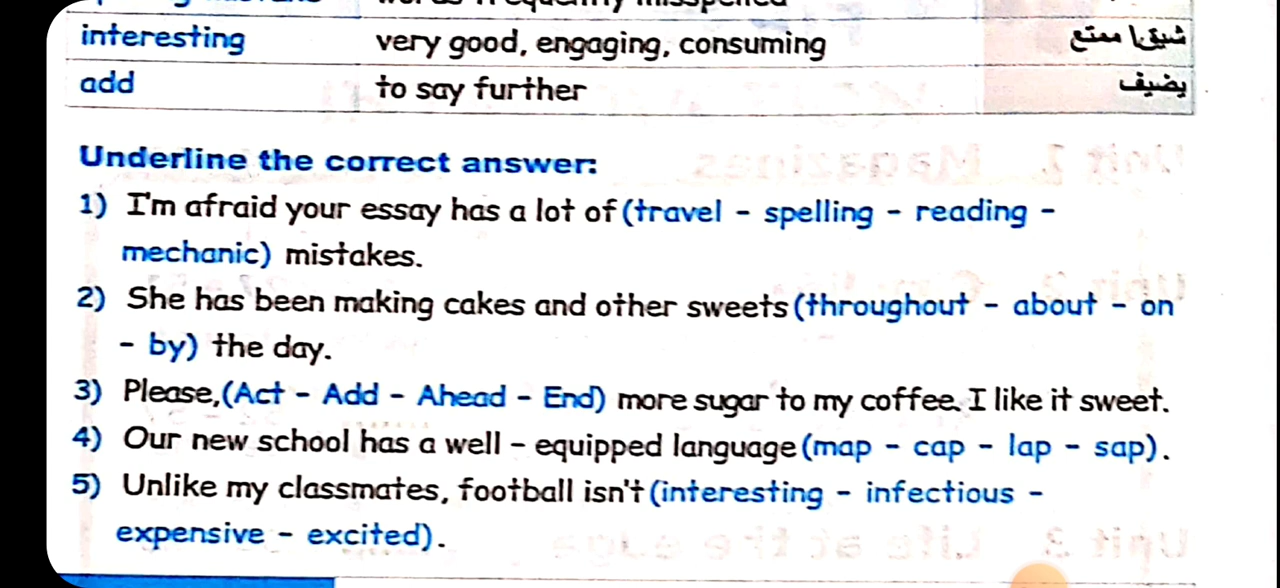 words frequently misspelled
interesting very good, engaging, consuming شيق\ ممتع
add to say further يضيف
Underline the correct answer:
1) I'm afraid your essay has a lot of (travel - spelling - reading -
mechanic) mistakes.
2) She has been making cakes and other sweets (throughout - about - on
- by) the day.
3) Please, (Act - Add - Ahead - End) more sugar to my coffee. I like it sweet.
4) Our new school has a well - equipped language (map - cap - lap - sap).
5) Unlike my classmates, football isn't (interesting - infectious -
expensive - excited).